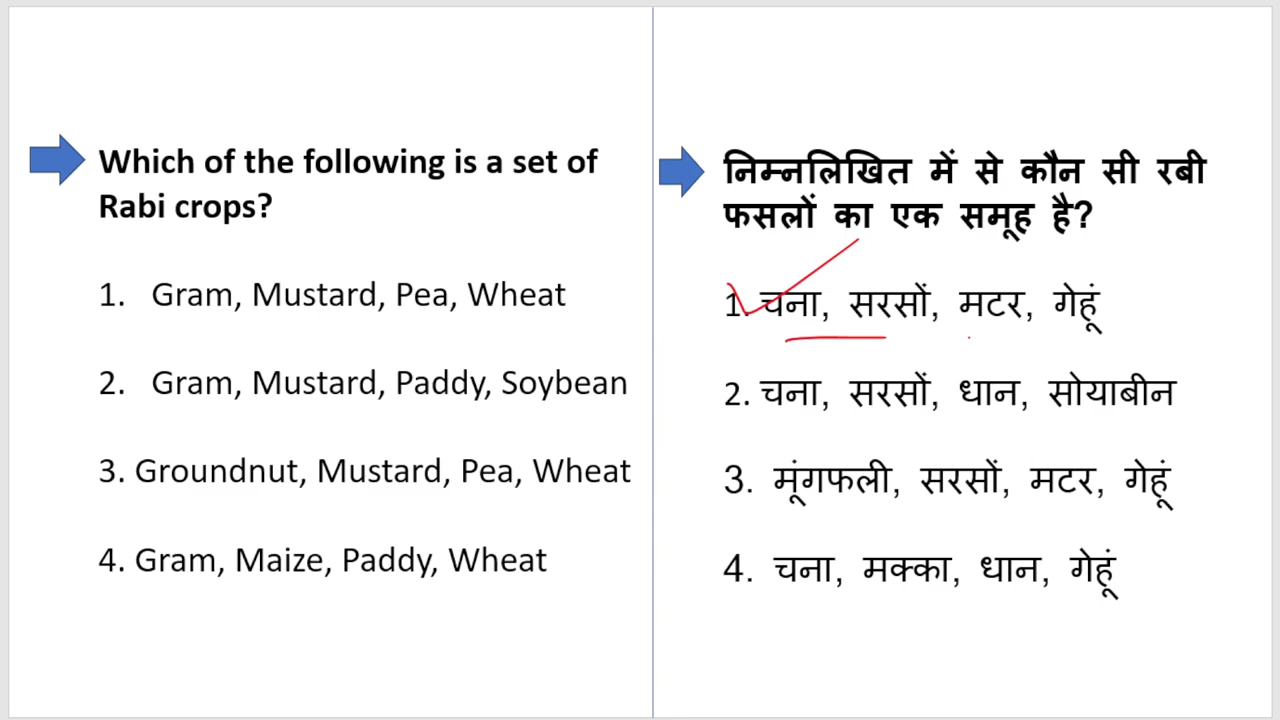 Which of the following is a set of
Rabi crops?
1. Gram, Mustard, Pea, Wheat
2. Gram, Mustard, Paddy, Soybean
3. Groundnut, Mustard, Pea, Wheat
4. Gram, Maize, Paddy, Wheat
निम्नलिखित में से कौन सी रबी
फसलों का एक समूह है?
1. चना, सरसों, मटर, गेहूं
2. चना, सरसों, धान, सोयाबीन
3. मूंगफली, सरसों, मटर, गेहूं
4. चना, मक्का, धान, गेहूं